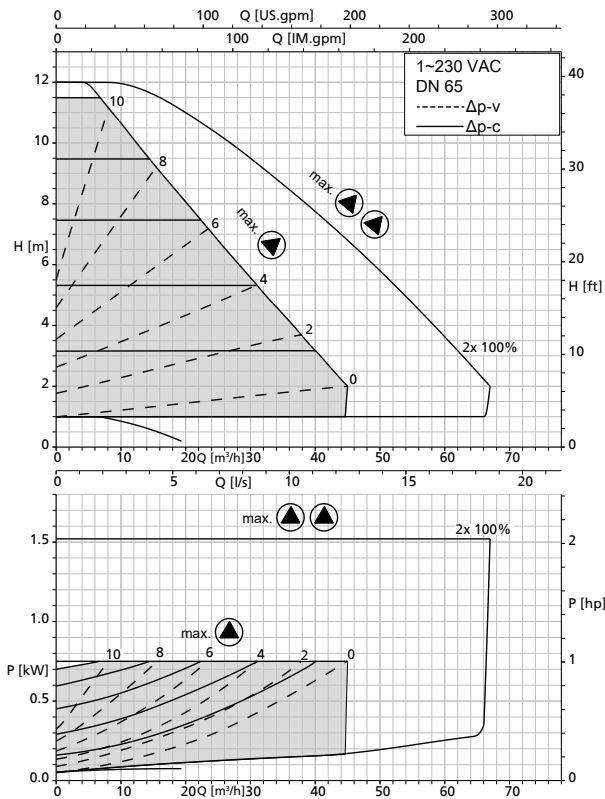 0 100 Q [US.gpm] 200 300
0 100 Q [IM.gpm] 200
1~230 VAC
DN 65
Δp-v
Δp-c
12
10
8
H [m]
6
4
2
0
40
30
20
H [ft]
10
0
10
8
6
4
2
0
max.
max.
2x 100%
0 10 Q [m³/h] 30 40 50 60 70
0 5 Q [l/s] 10 15 20
max.
2x 100%
max.
10 8 6 4 2 0
1.5
1.0
P [kW]
0.5
0.0
2
P [hp]
1
0
0 10 Q [m³/h] 30 40 50 60 70